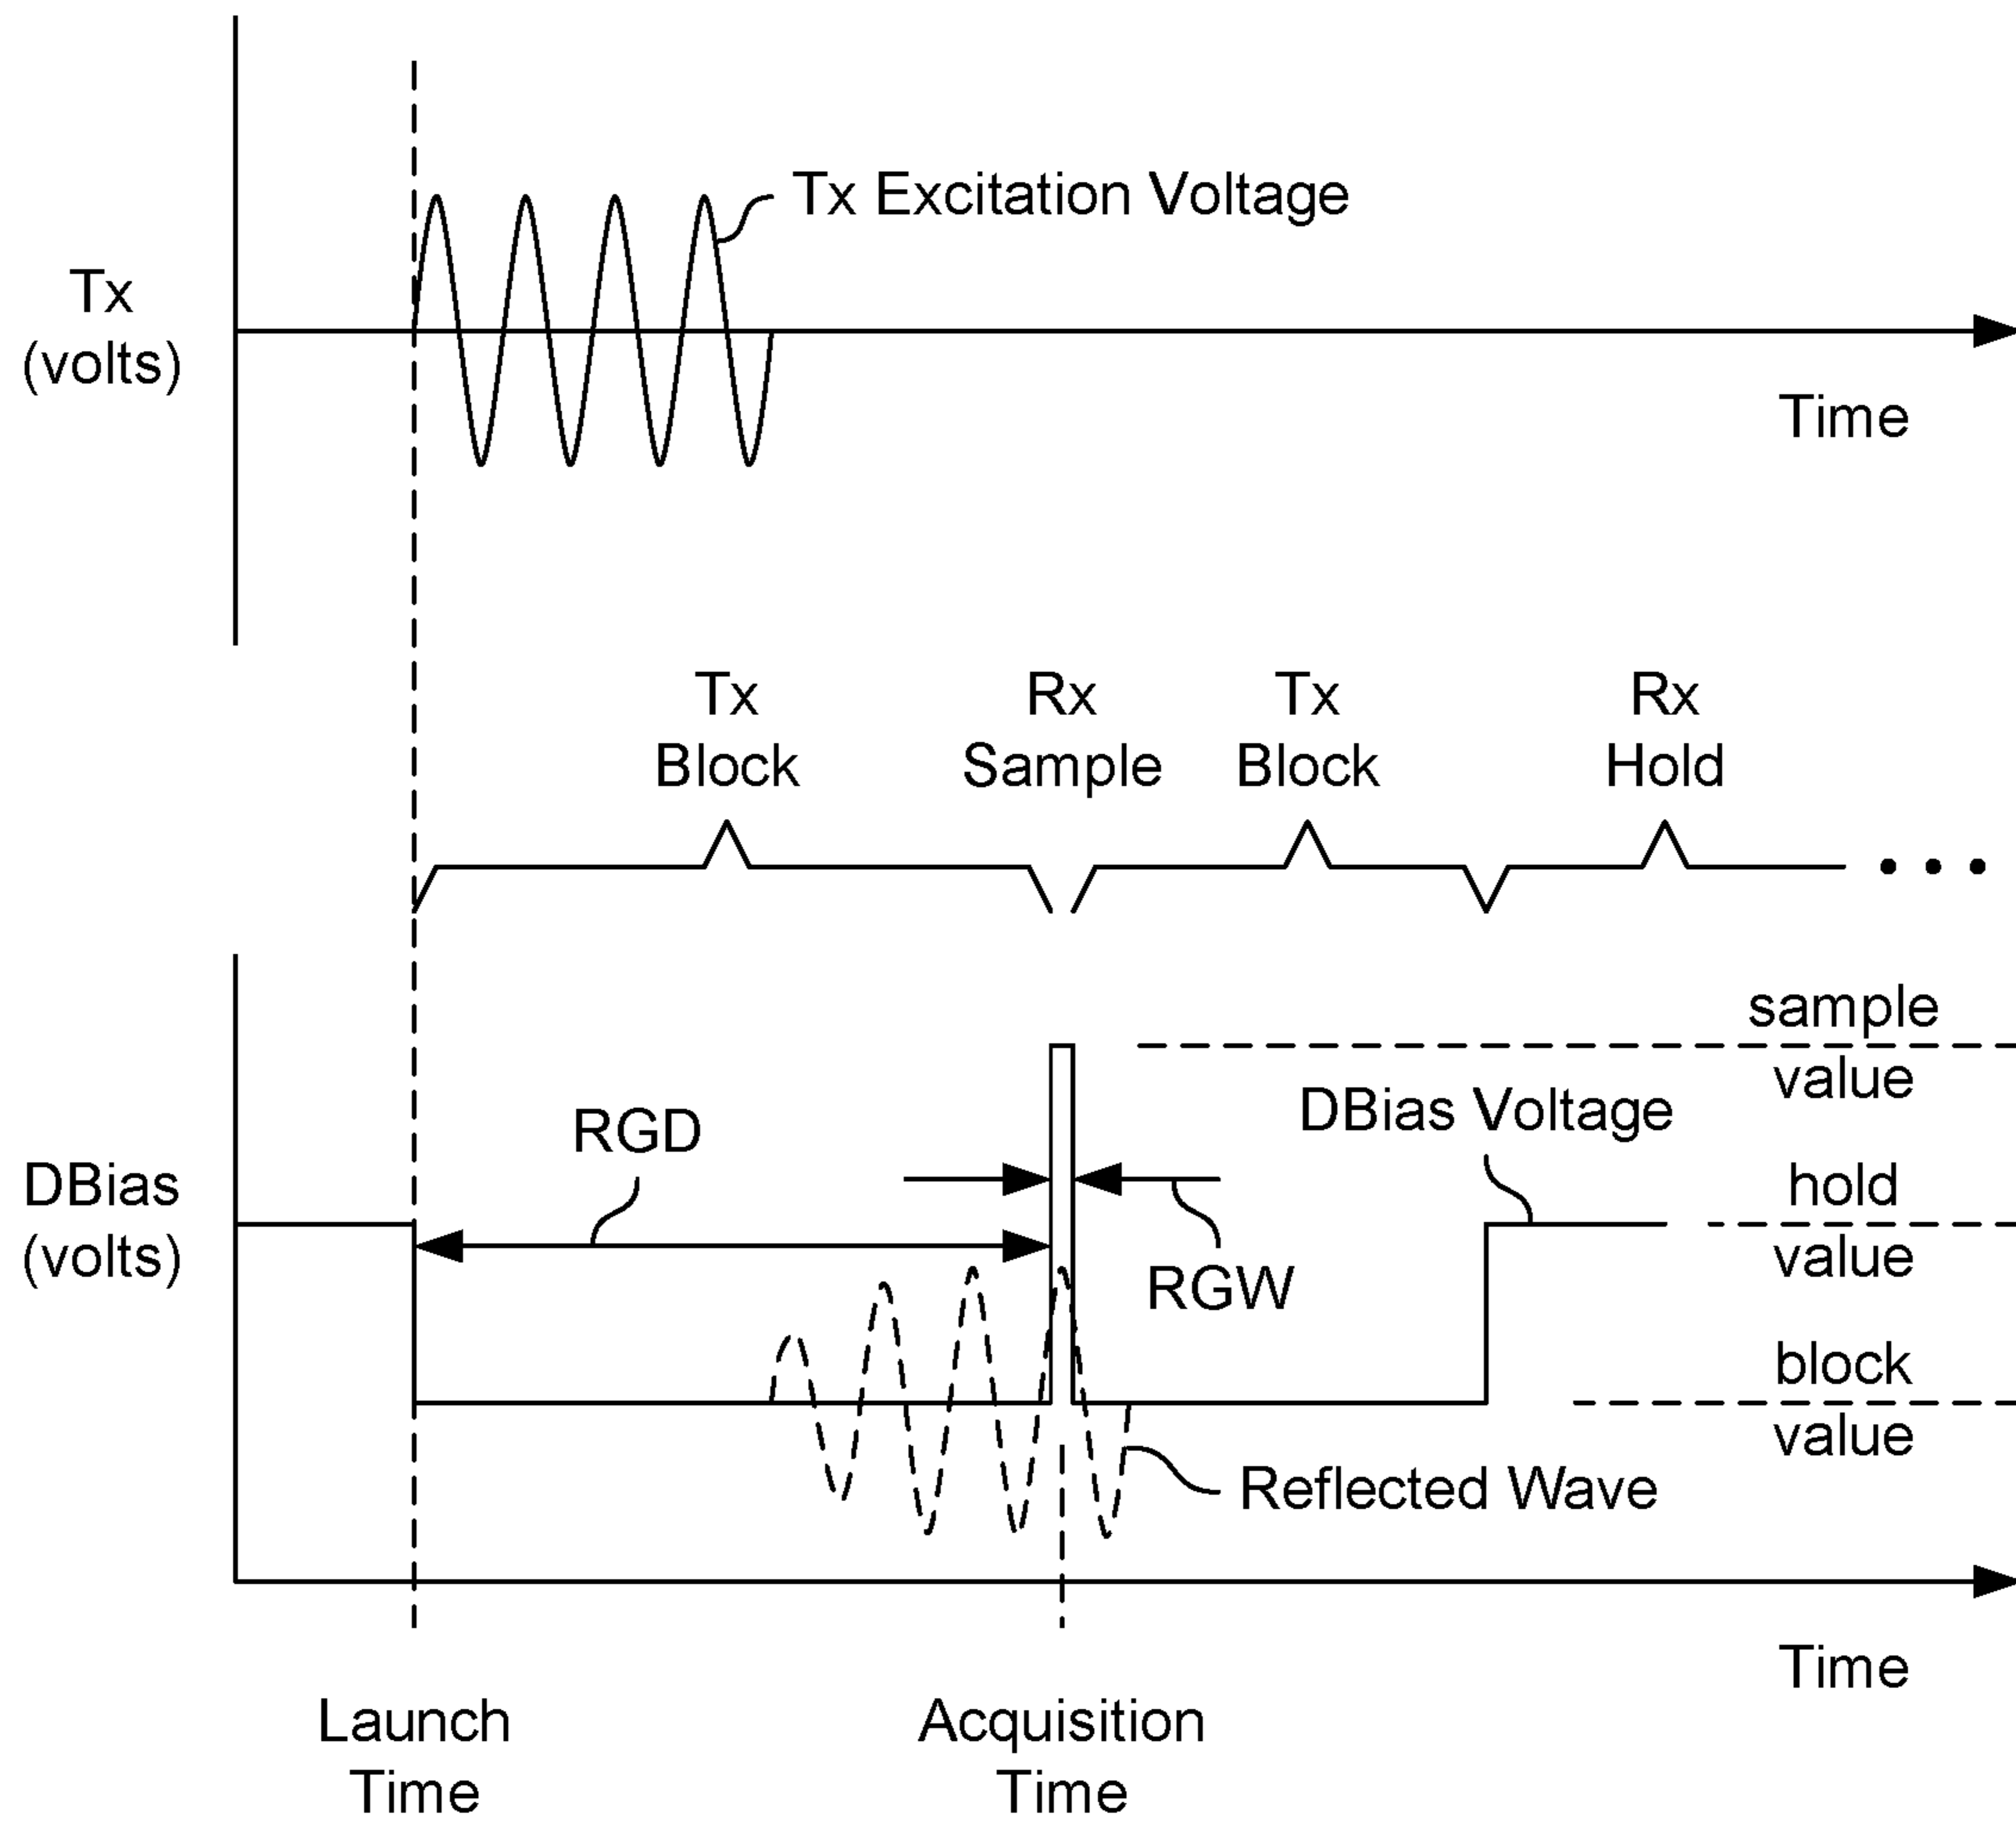 Tx Excitation Voltage
Tx
(volts)
Time
Tx
Block
Rx
Sample
Tx
Block
Rx
Hold
sample
value
DBias Voltage
RGD
DBias
(volts)
hold
value
RGW
block
value
Reflected Wave
Time
Launch
Time
Acquisition
Time